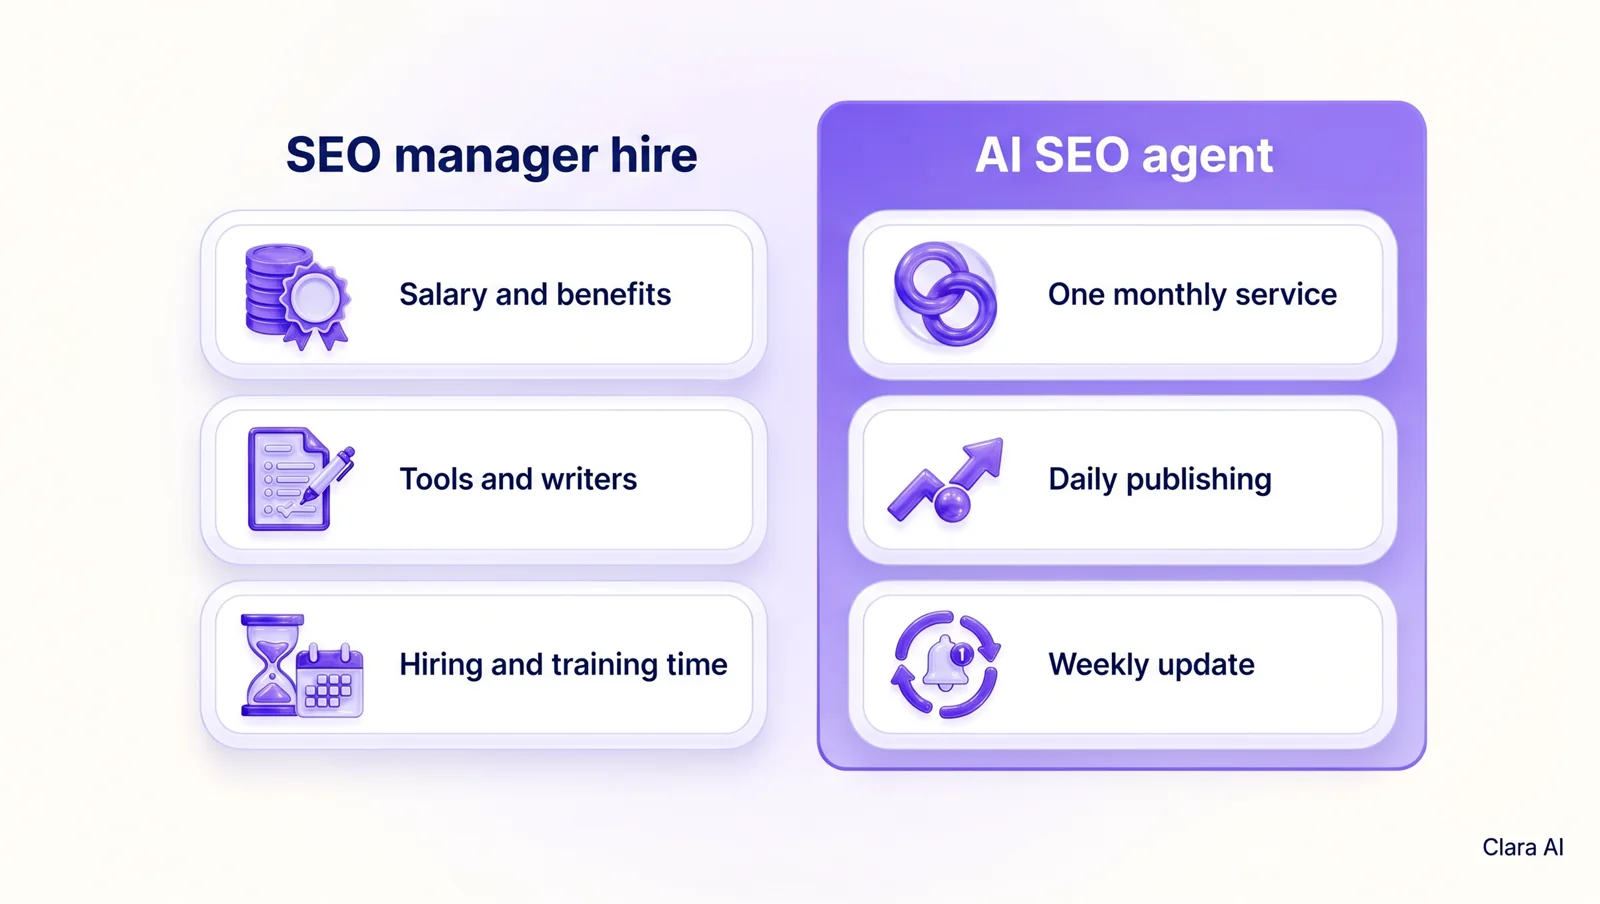 SEO manager hire
Salary and benefits
Tools and writers
Hiring and training time
AI SEO agent
One monthly service
Daily publishing
1
Weekly update
Clara AI